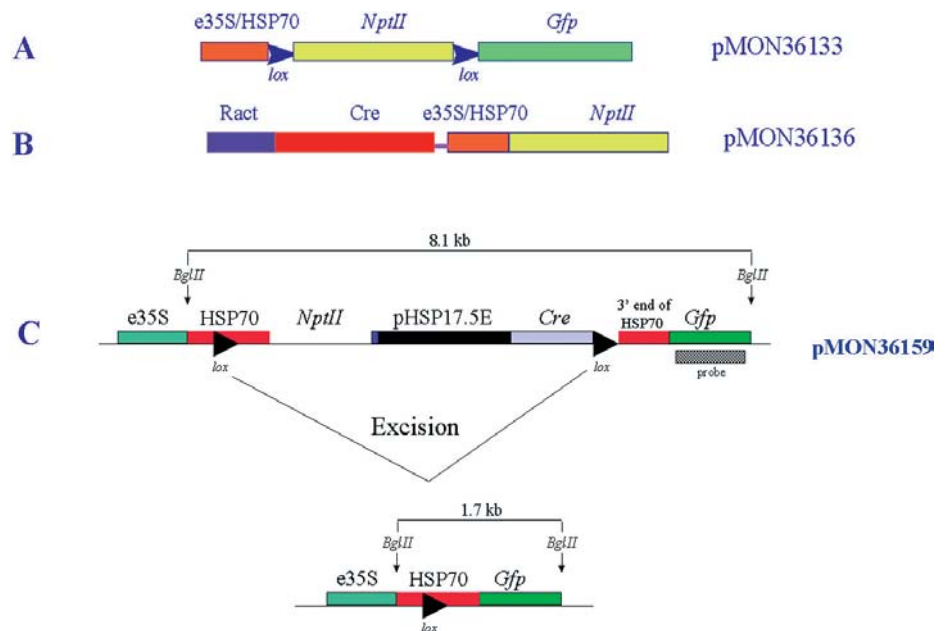 e35S/HSP70 NptII Gfp
A pMON36133
lox lox
Ract Cre e35S/HSP70 NptII
B pMON36136
8.1 kb
BglII BglII
3' end of
e35S HSP70 NptII pHSP17.5E Cre HSP70 Gfp
C pMON36159
lox lox probe
Excision
1.7 kb
BglII BglII
e35S HSP70 Gfp
lox